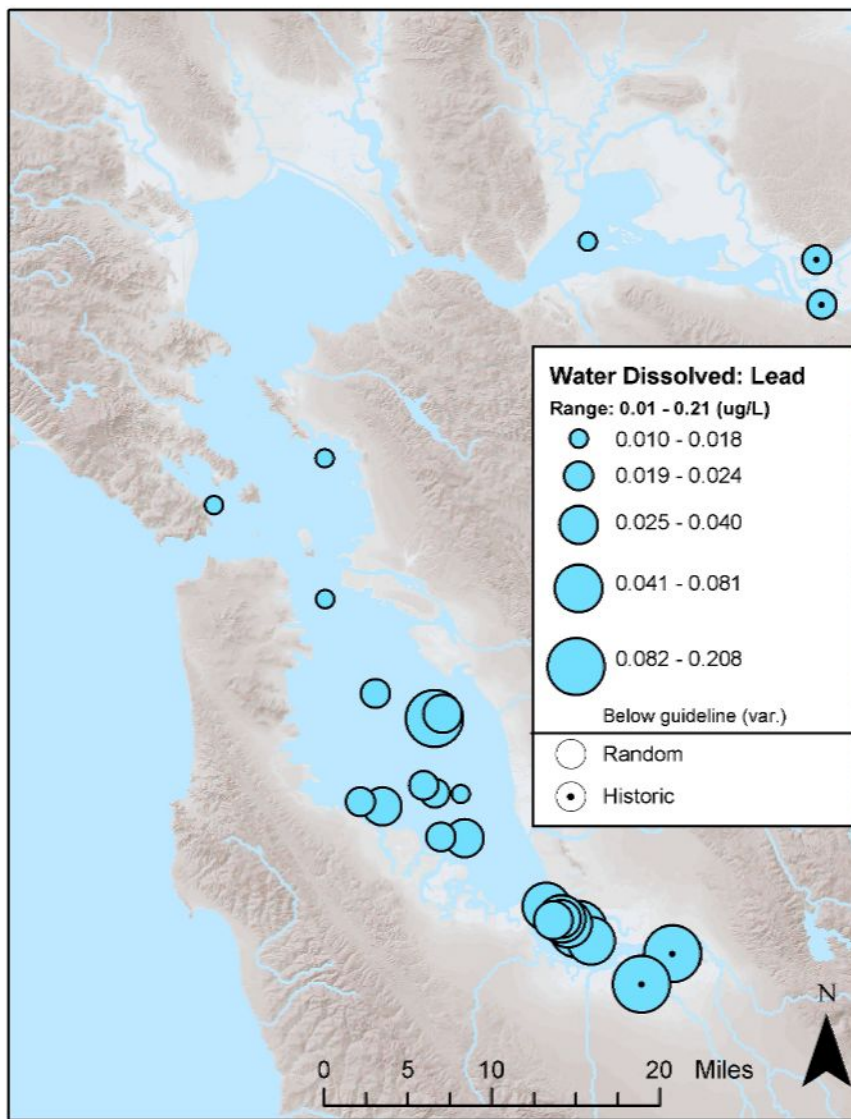 Water Dissolved: Lead
Range: 0.01 - 0.21 (ug/L)
0.010 - 0.018
0.019 - 0.024
0.025 - 0.040
0.041 - 0.081
0.082 - 0.208
Below guideline (var.)
Random
Historic
N
0 5 10 20 Miles